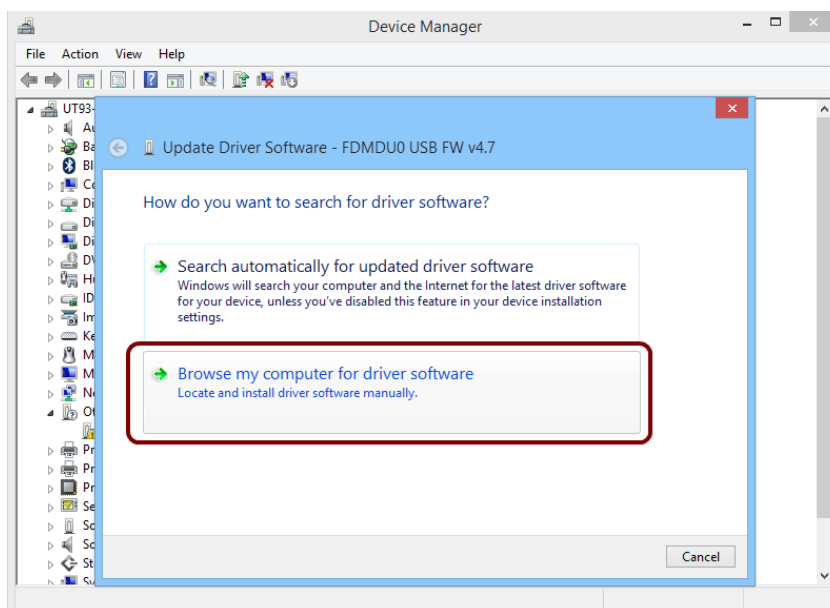 Device Manager
File Action View Help
UT93-
Update Driver Software - FDMDU0 USB FW v4.7
How do you want to search for driver software?
Search automatically for updated driver software
Windows will search your computer and the Internet for the latest driver software
for your device, unless you've disabled this feature in your device installation
settings.
Browse my computer for driver software
Locate and install driver software manually.
Cancel